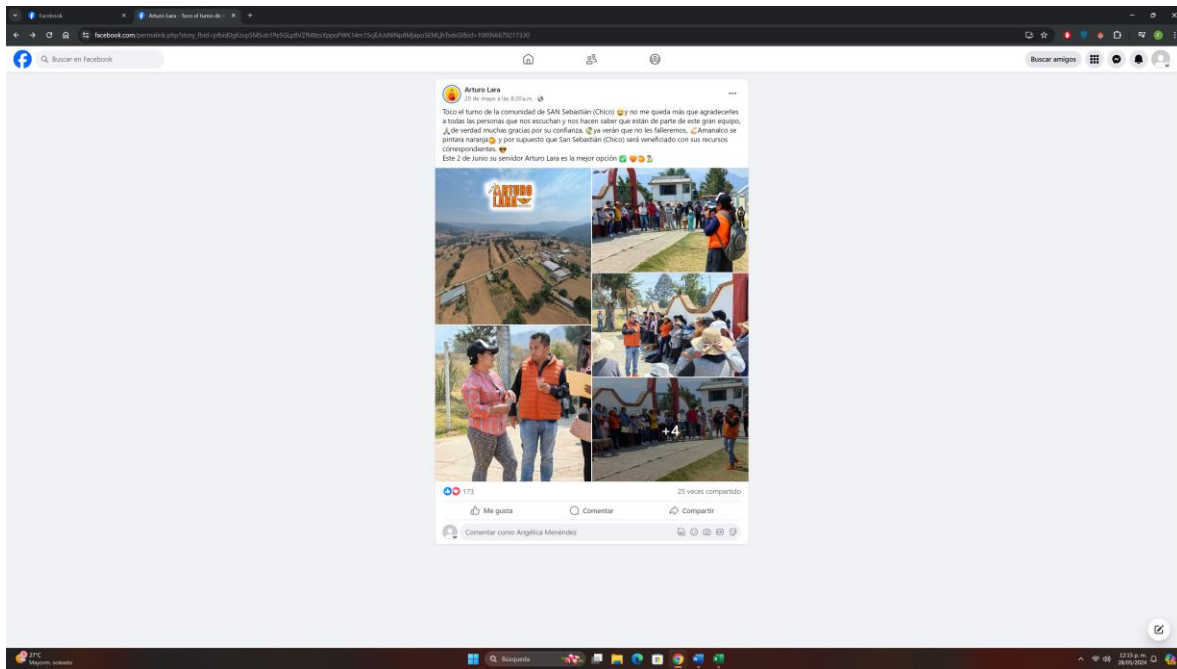 Facebook
Arturo Lara - Toco el turno de l
facebook.com
Buscar en Facebook
Buscar amigos
Arturo Lara
20 de mayo a las 8:20 a.m.
Toco el turno de la comunidad de SAN Sebastián (Chico) 😃 y no me queda más que agradecerles
a todas las personas que nos escuchan y nos hacen saber que están de parte de este gran equipo,
de verdad muchas gracias por su confianza, ya verán que no les fallaremos, Amanalco se
pintara naranja y por supuesto que San Sebastián (Chico) será veneficiado con sus recursos
correspondientes. 😎
Este 2 de Junio su servidor Arturo Lara es la mejor opción ✅
ARTURO
LARA
+4
173
25 veces compartido
Me gusta
Comentar
Compartir
Comentar como Angélica Menéndez
27°C
Mayorm. soleado
Búsqueda
12:15 p. m.
28/05/2024